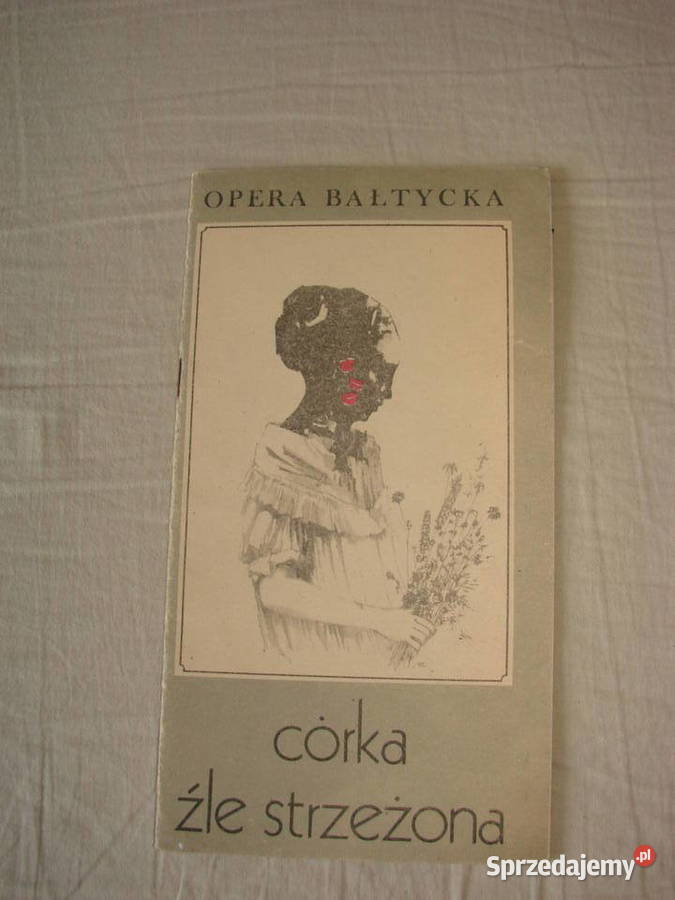 OPERA BAŁTYCKA
córka
źle strzeżona
Sprzedajemy.pl